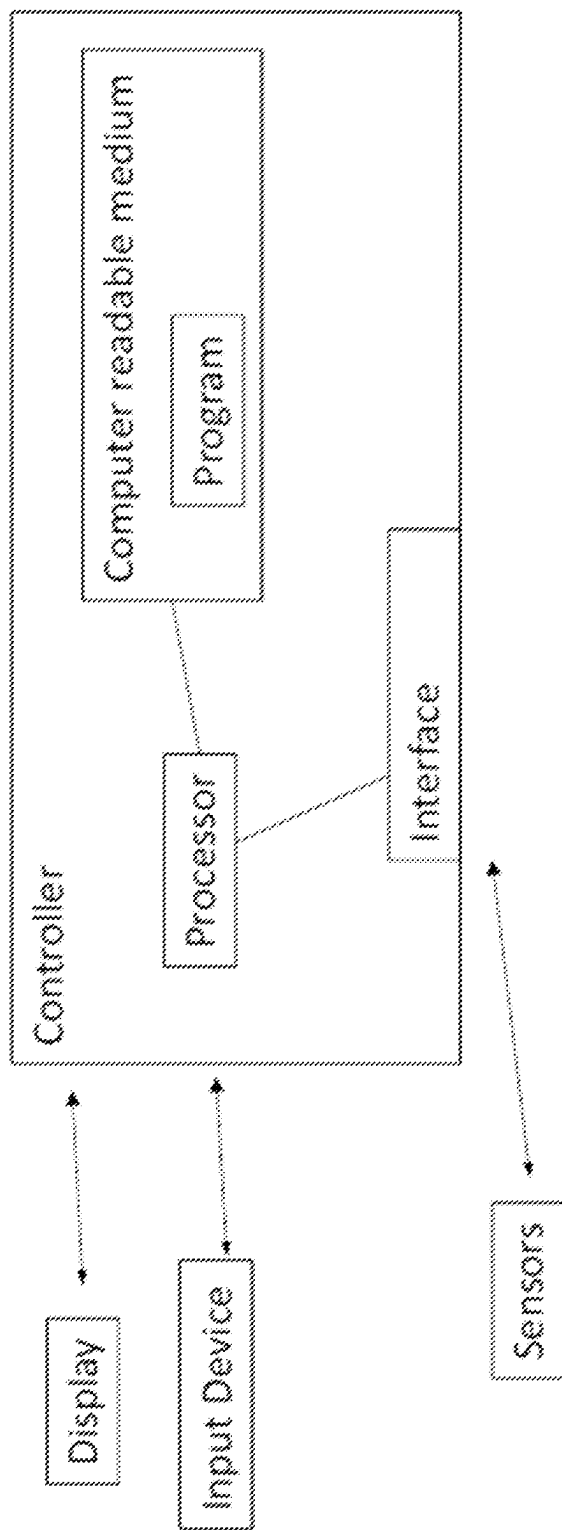 Display
Input Device
Sensors
Controller
Processor
Interface
Computer readable medium
Program